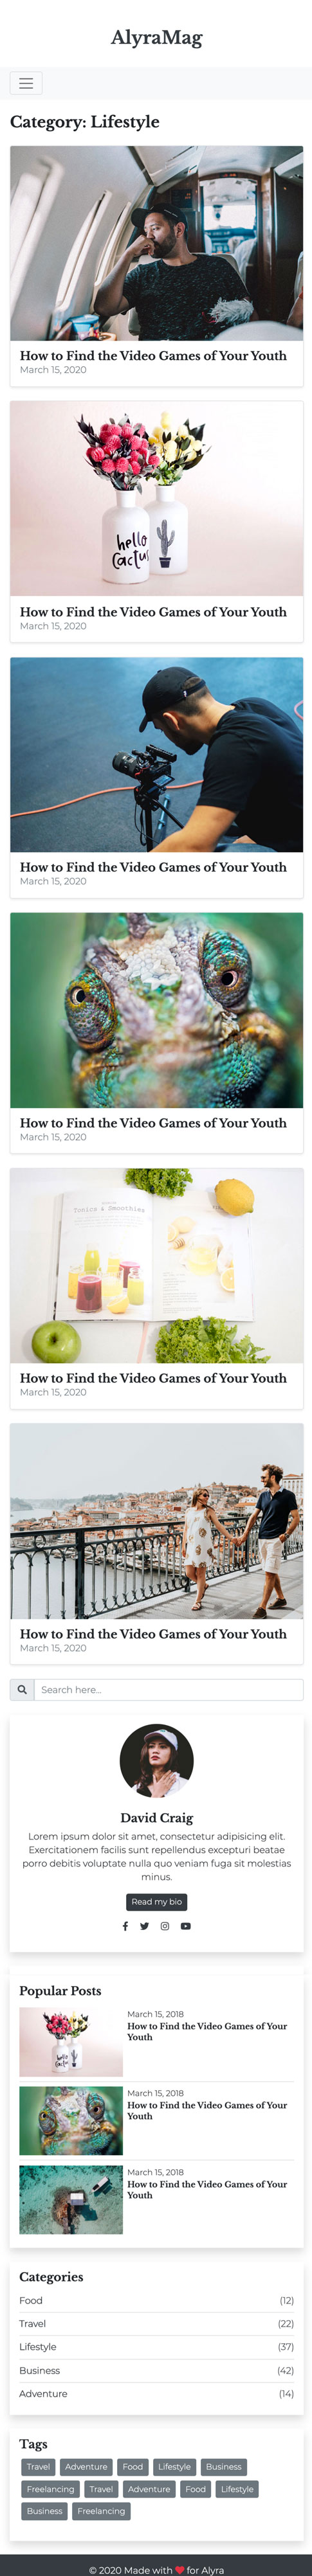 AlyraMag
Category: Lifestyle
How to Find the Video Games of Your Youth
March 15, 2020
hello
Cactus
How to Find the Video Games of Your Youth
March 15, 2020
How to Find the Video Games of Your Youth
March 15, 2020
How to Find the Video Games of Your Youth
March 15, 2020
Tonics & Smoothies
How to Find the Video Games of Your Youth
March 15, 2020
How to Find the Video Games of Your Youth
March 15, 2020
Search here...
David Craig
Lorem ipsum dolor sit amet, consectetur adipisicing elit.
Exercitationem facilis sunt repellendus excepturi beatae
porro debitis voluptate nulla quo veniam fuga sit molestias
minus.
Read my bio
Popular Posts
March 15, 2018
How to Find the Video Games of Your
Youth
hello
Cactus
March 15, 2018
How to Find the Video Games of Your
Youth
March 15, 2018
How to Find the Video Games of Your
Youth
Categories
Food (12)
Travel (22)
Lifestyle (37)
Business (42)
Adventure (14)
Tags
Travel Adventure Food Lifestyle Business
Freelancing Travel Adventure Food Lifestyle
Business Freelancing
© 2020 Made with ❤ for Alyra